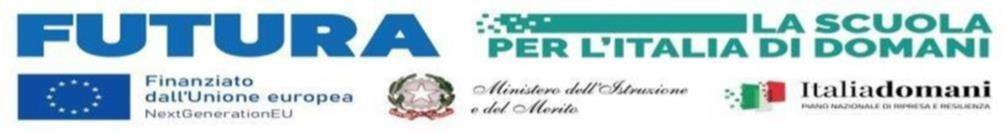 FUTURA
LA SCUOLA
PER L'ITALIA DI DOMANI
Finanziato
dall'Unione europea
NextGenerationEU
Ministero dell'Istruzione
e del Merito
Italiadomani
PIANO NAZIONALE DI RIPRESA E RESILIENZA